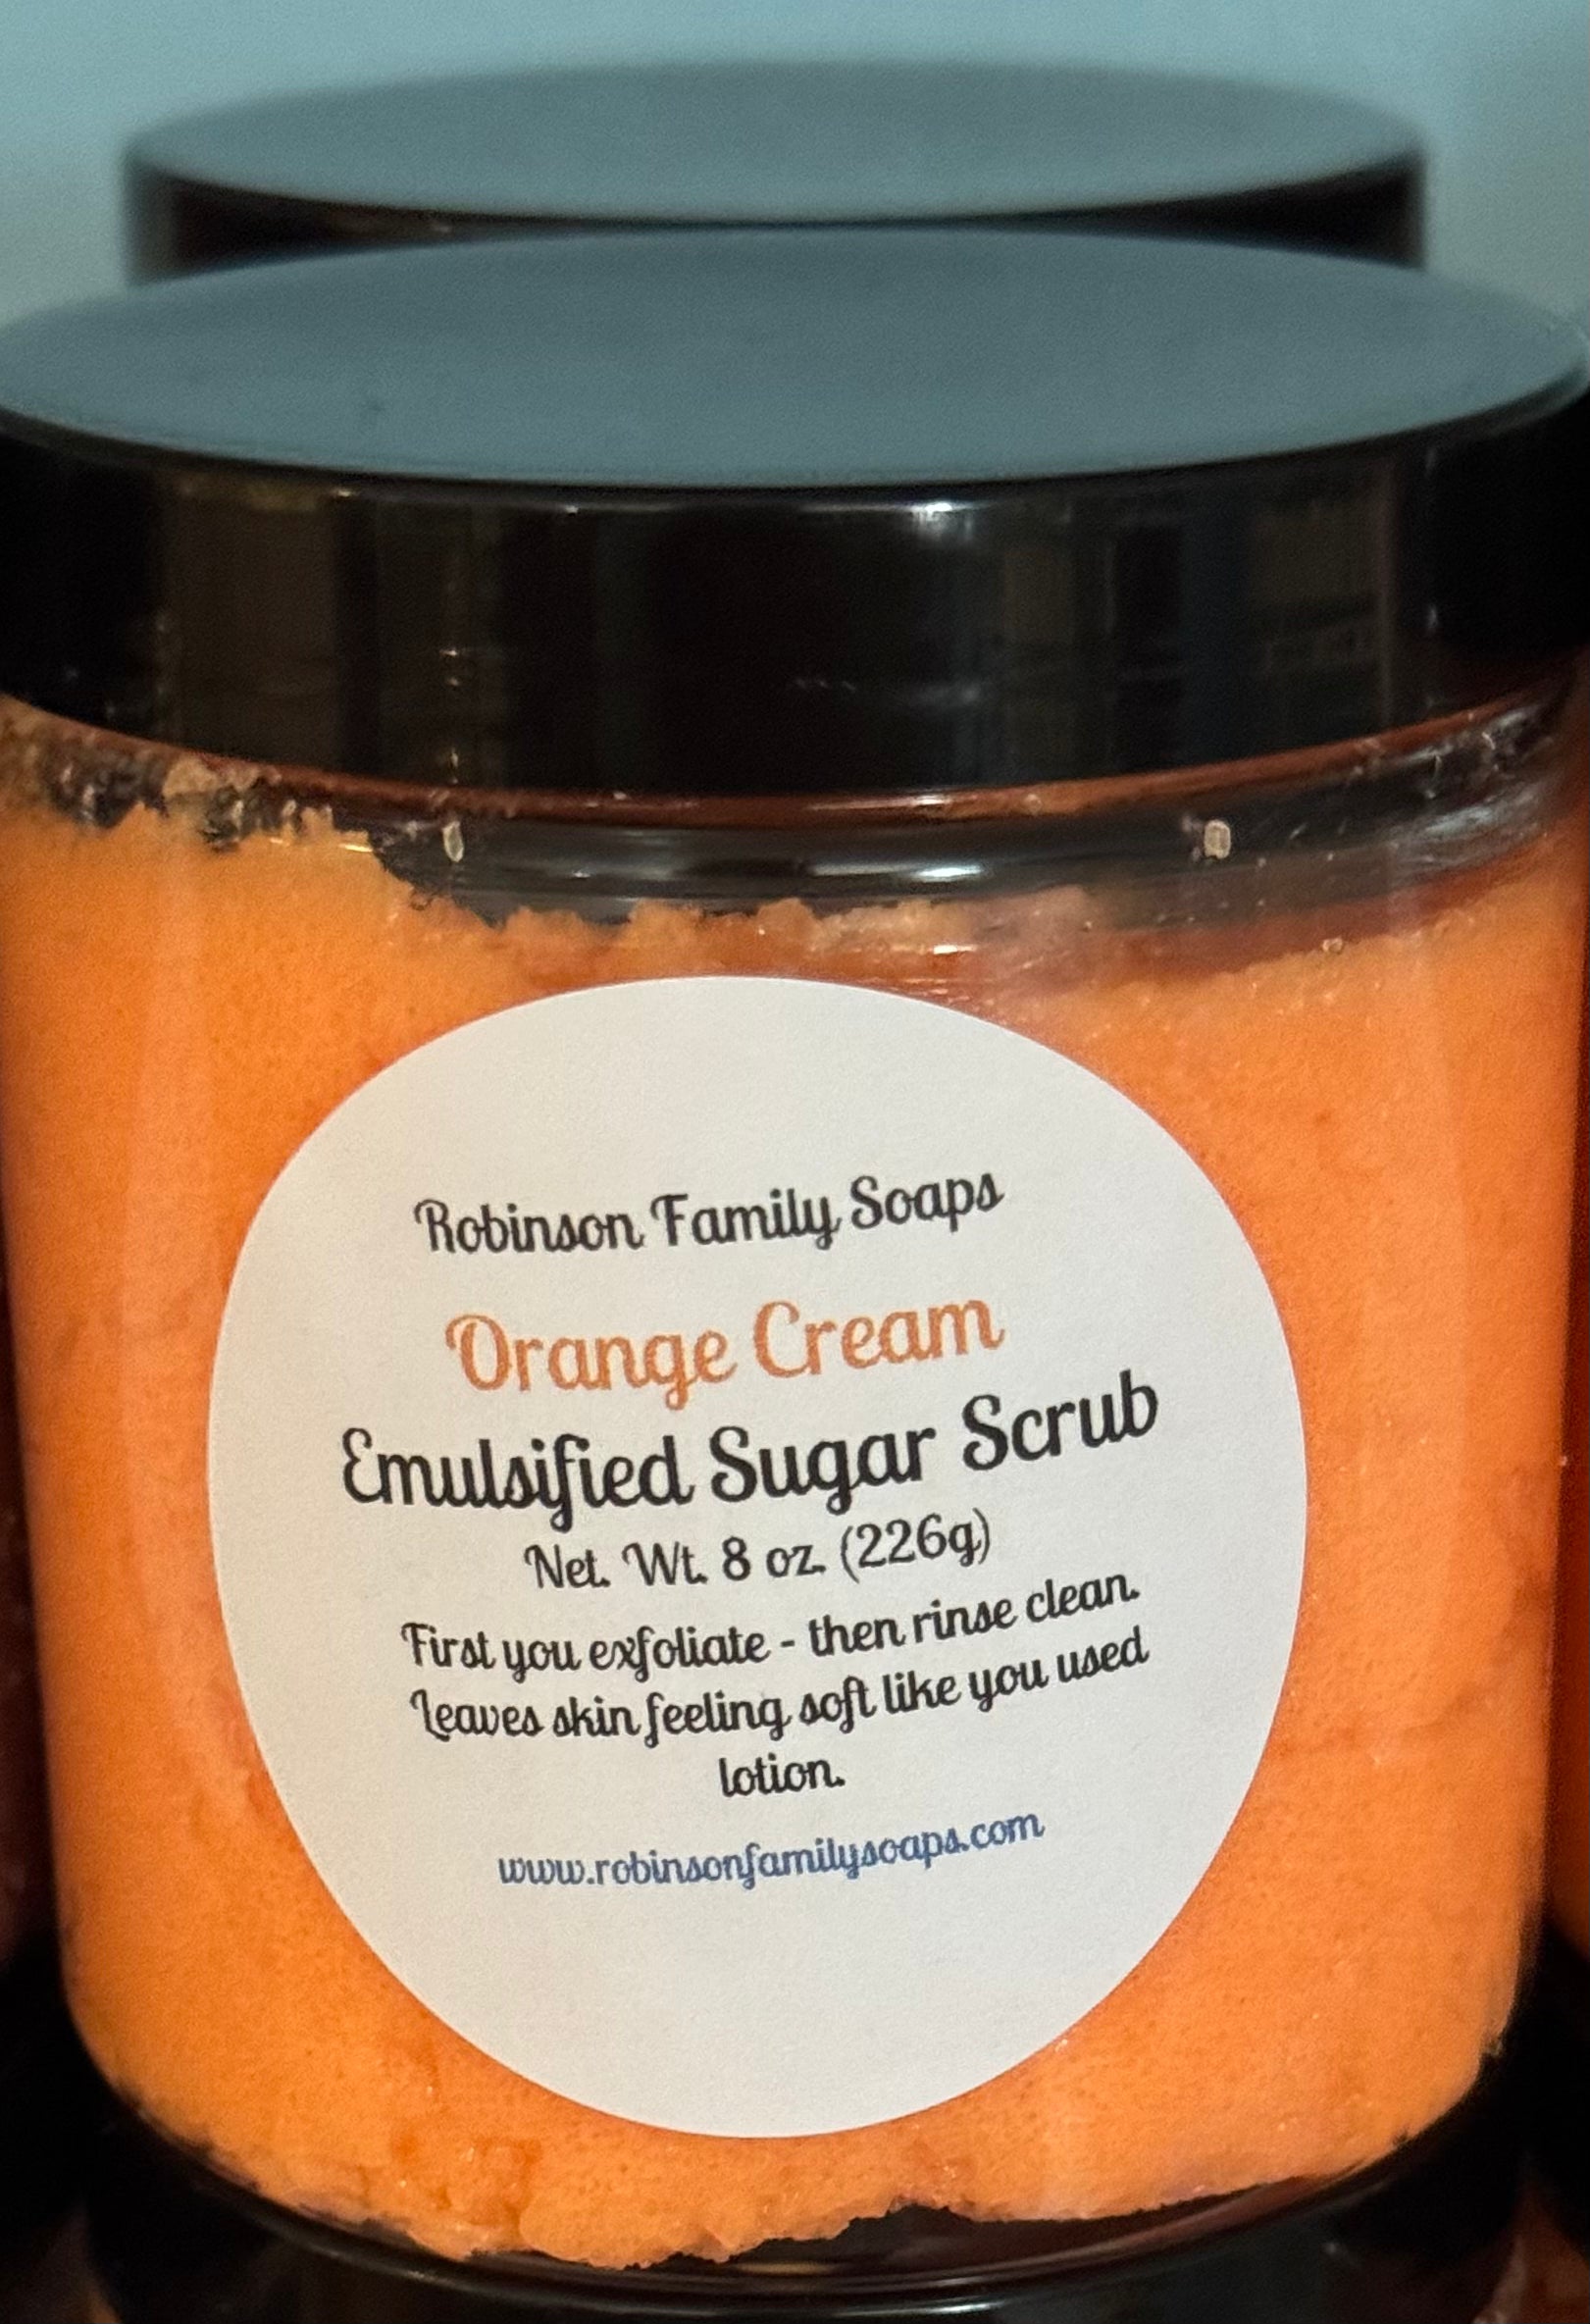 Robinson Family Soaps
Orange Cream
Emulsified Sugar Scrub
Net. Wt. 8 oz. (226g)
First you exfoliate - then rinse clean.
Leaves skin feeling soft like you used
lotion.
www.robinsonfamilysoaps.com